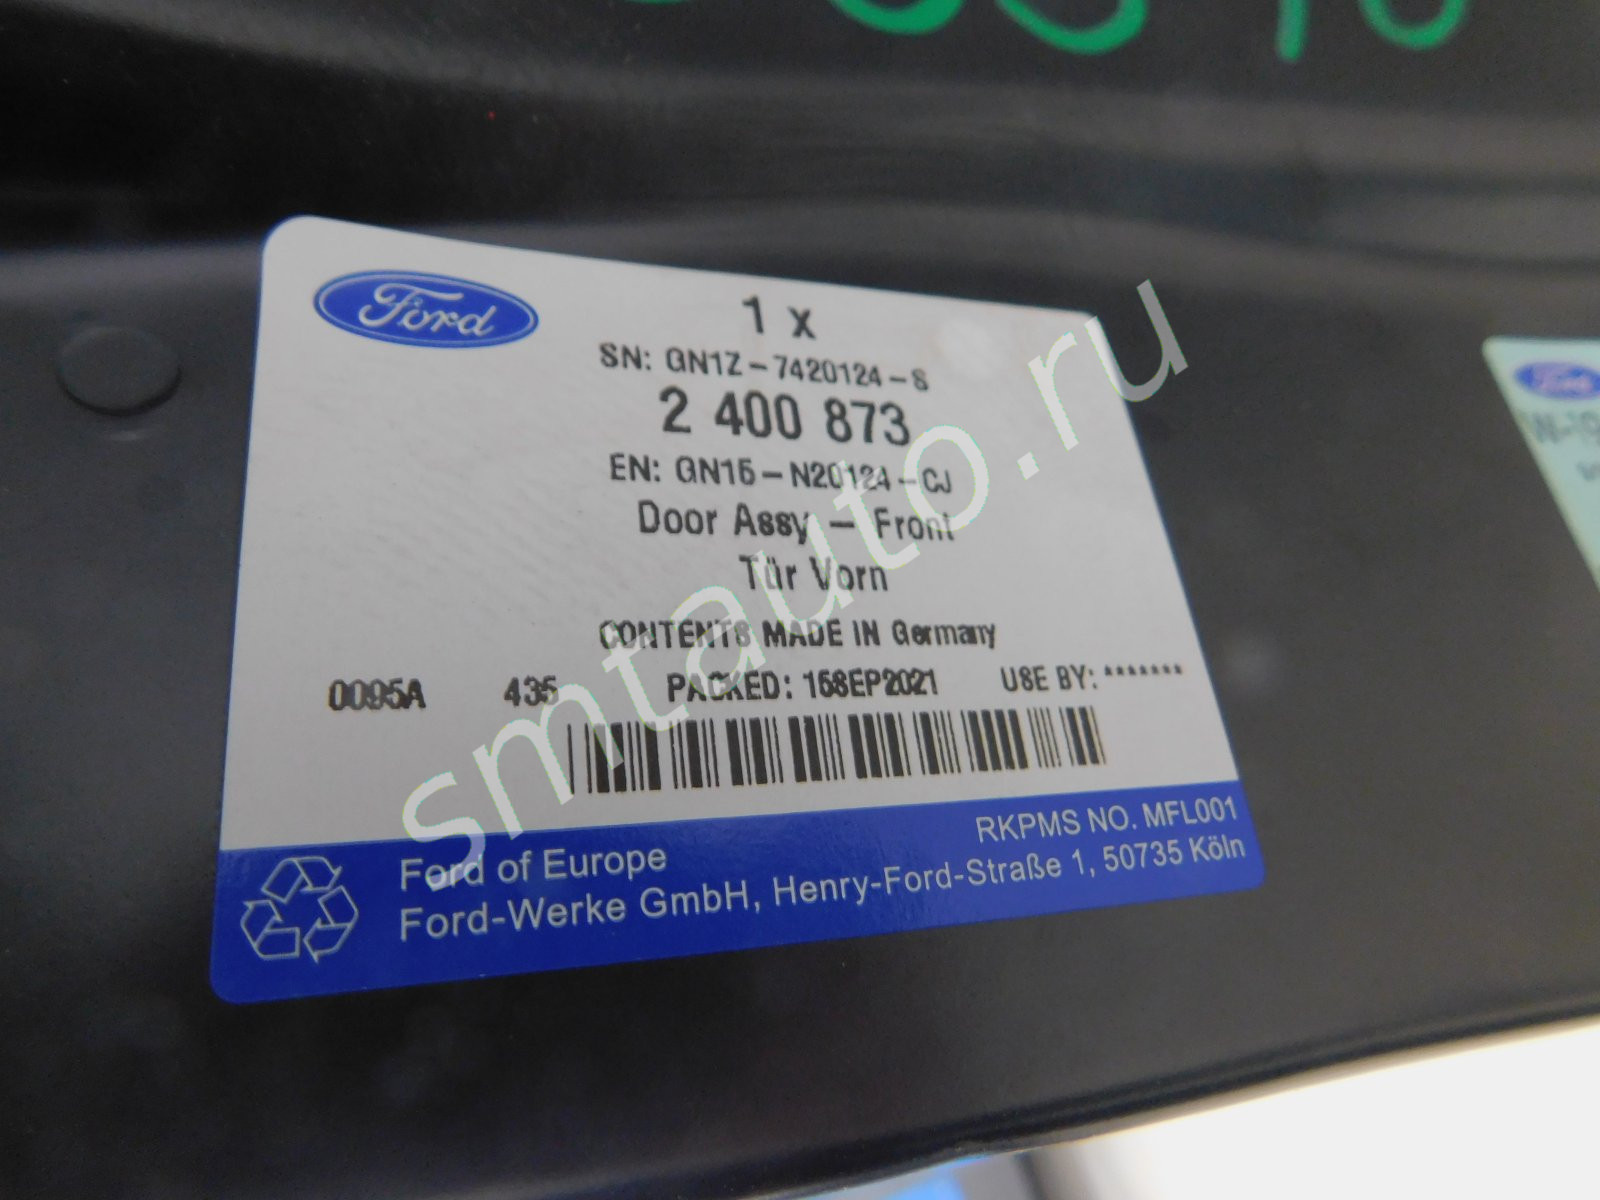 Ford
1 x
SN: GN1Z-7420124-S
2 400 873
EN: GN15-N20124-CJ
Door Assy - Front
Tür Vorn
CONTENTS MADE IN Germany
0095A 435 PACKED: 15SEP2021 USE BY: *******
RKPMS NO. MFL001
Ford of Europe
Ford-Werke GmbH, Henry-Ford-Straße 1, 50735 Köln
smtauto.ru
Ford